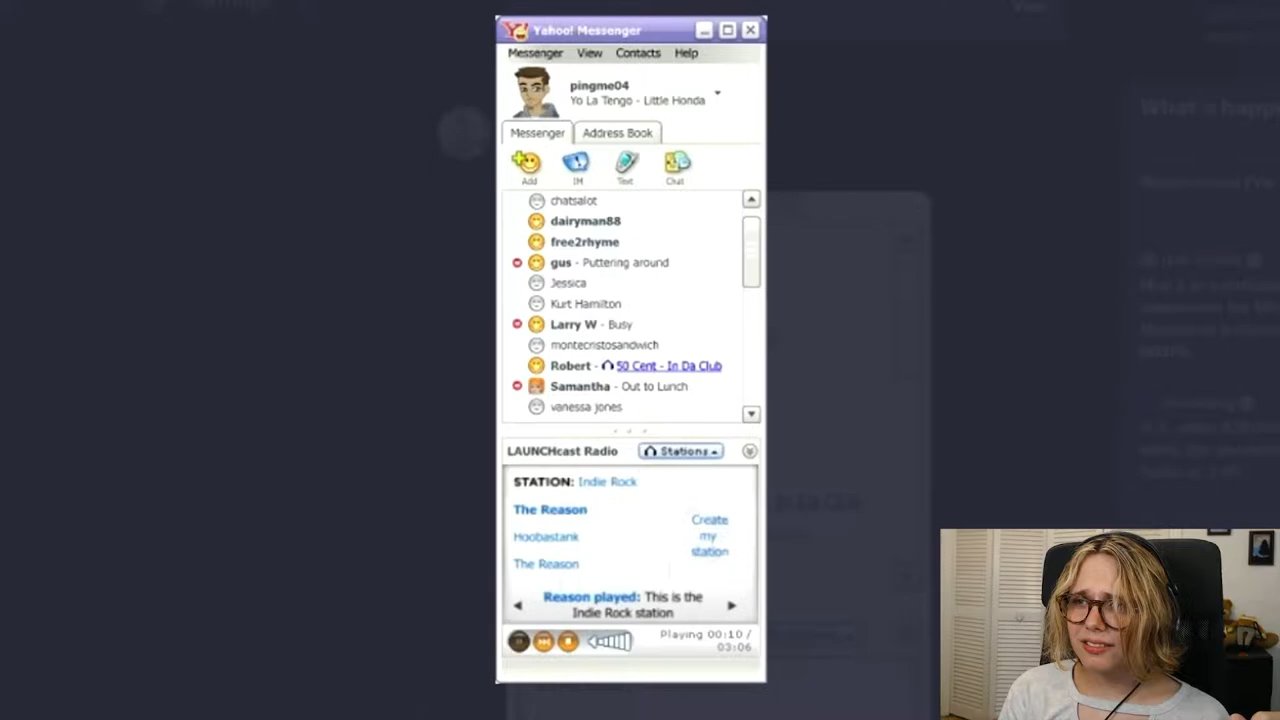 Yahoo! Messenger
Messenger View Contacts Help
pingme04
Yo La Tengo - Little Honda
Messenger Address Book
Add IM Text Chat
chatsalot
dairyman88
free2rhyme
gus - Puttering around
Jessica
Kurt Hamilton
Larry W - Busy
montecristosandwich
Robert - 50 Cent - In Da Club
Samantha - Out to Lunch
vanessa jones
LAUNCHcast Radio Stations
STATION: Indie Rock
The Reason
Hoobastank
The Reason
Create
my
station
Reason played: This is the
Indie Rock station
Playing 00:10 /
03:06